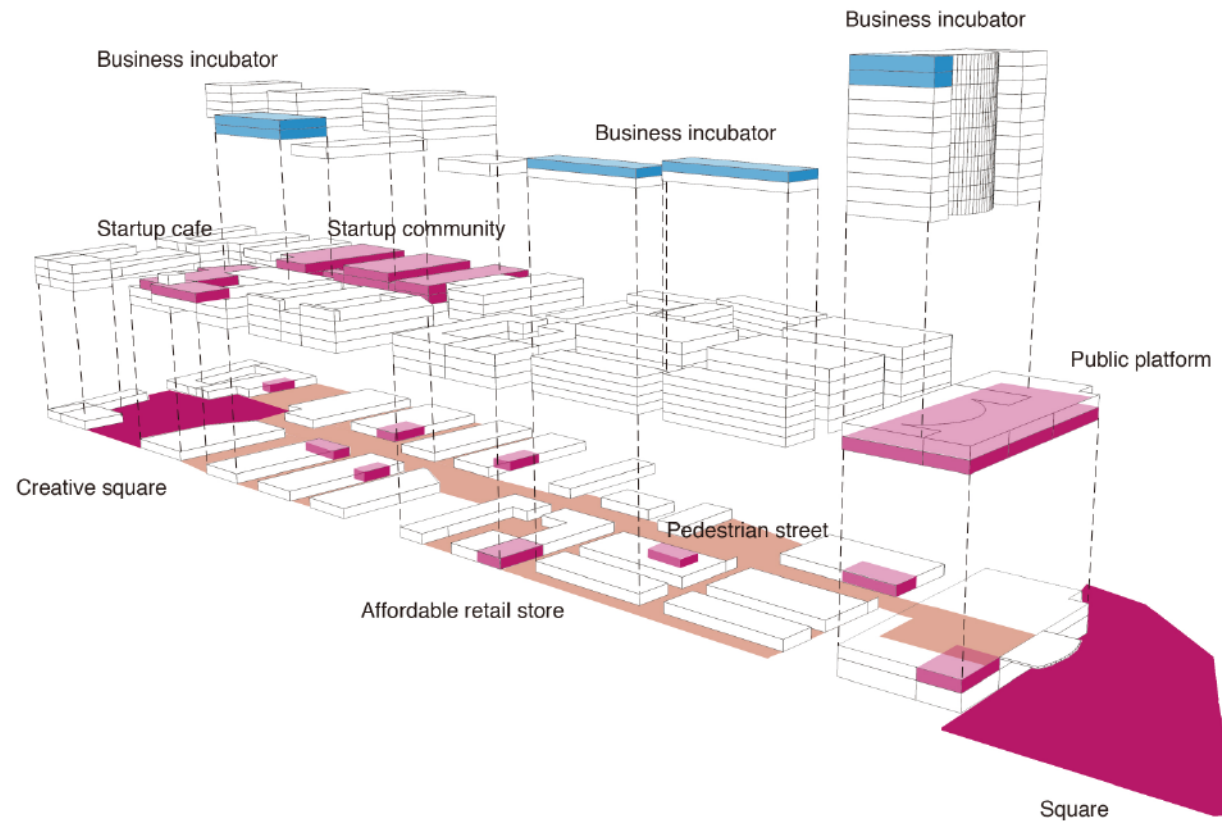 Business incubator
Business incubator
Business incubator
Startup cafe
Startup community
Public platform
Creative square
Pedestrian street
Affordable retail store
Square